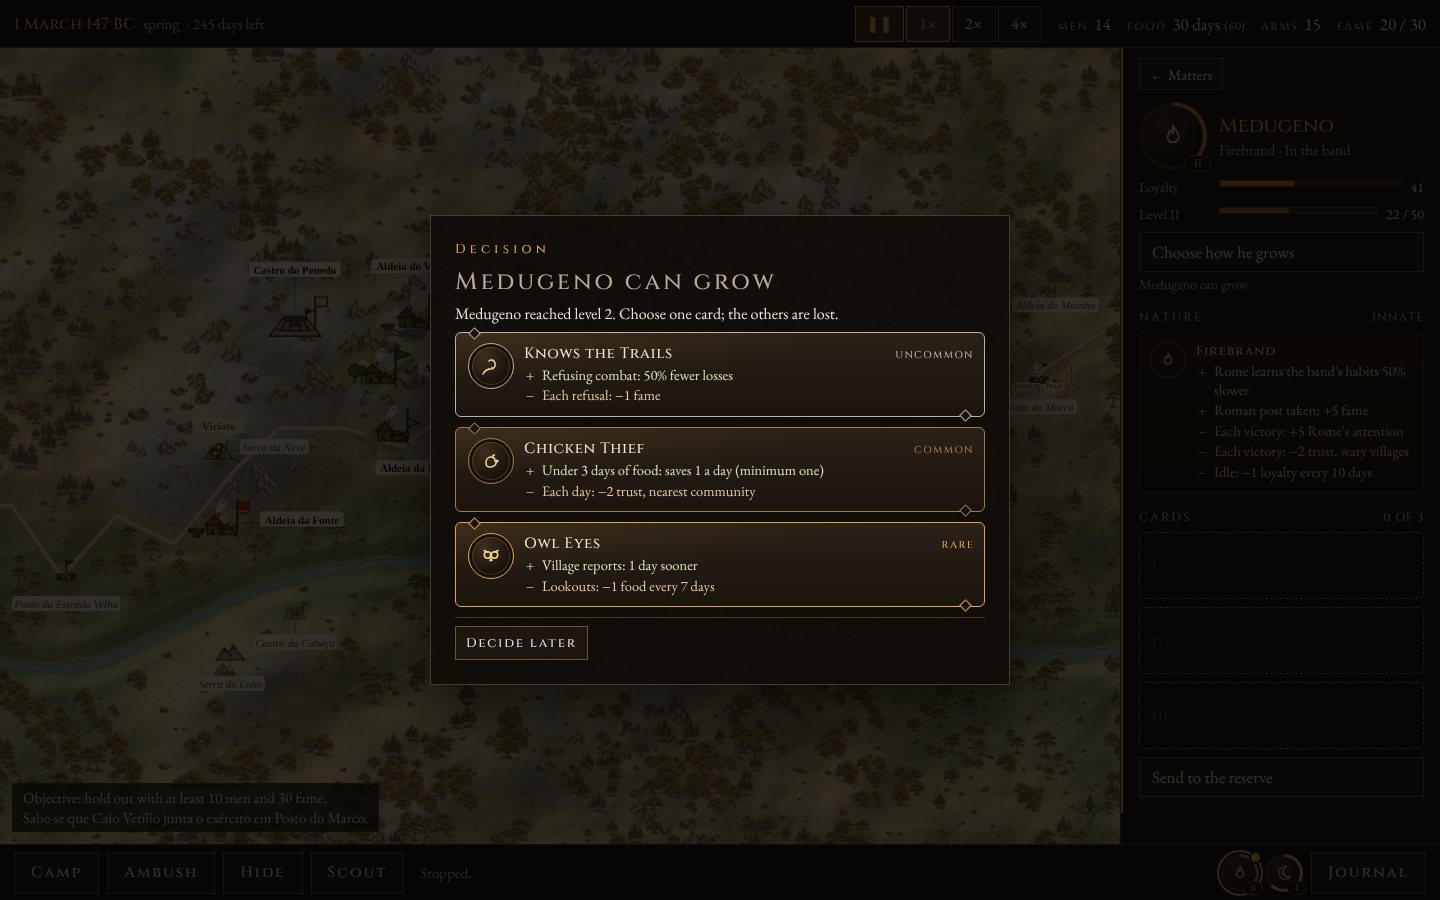 1 March 147 BC spring · 245 days left
1× 2× 4× MEN 14 FOOD 30 days (60) ARMS 15 FAME 20 / 30
← Matters
Medugeno
Firebrand · In the band
II
Loyalty 41
Level II 22 / 50
Choose how he grows
Medugeno can grow
NATURE INNATE
Firebrand
+ Rome learns the band's habits 50% slower
+ Roman post taken: +5 fame
− Each victory: +5 Rome's attention
− Each victory: −2 trust, wary villages
− Idle: −1 loyalty every 10 days
CARDS 0 OF 3
I
II
III
Send to the reserve
Decision
Medugeno can grow
Medugeno reached level 2. Choose one card; the others are lost.
Knows the Trails UNCOMMON
+ Refusing combat: 50% fewer losses
− Each refusal: −1 fame
Chicken Thief COMMON
+ Under 3 days of food: saves 1 a day (minimum one)
− Each day: −2 trust, nearest community
Owl Eyes RARE
+ Village reports: 1 day sooner
− Lookouts: −1 food every 7 days
Decide later
Castro do Penedo
Aldeia do
Aldeia do Moinho
Viriato
Serra da Neve
Aldeia da
Aldeia da Fonte
Posto da Estrada Velha
Castro da Cabeça
Serra do Lobo
pretor · hoje
osto do Marco
Objective: hold out with at least 10 men and 30 fame.
Sabe-se que Caio Vetílio junta o exército em Posto do Marco.
Camp Ambush Hide Scout Stopped.
II I Journal